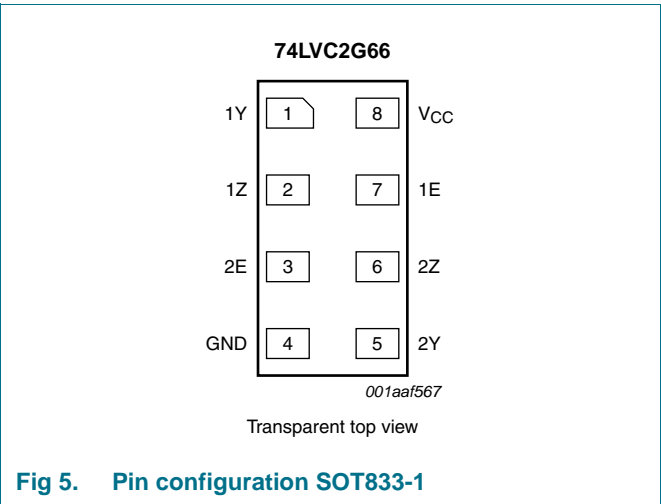 74LVC2G66
1Y 1 8 VCC
1Z 2 7 1E
2E 3 6 2Z
GND 4 5 2Y
001aaf567
Transparent top view
Fig 5. Pin configuration SOT833-1